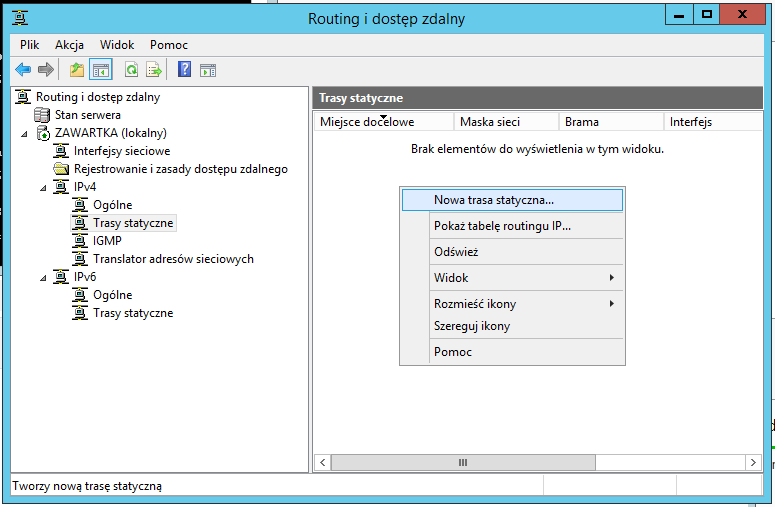 Routing i dostęp zdalny
Plik Akcja Widok Pomoc
Routing i dostęp zdalny
Stan serwera
ZAWARTKA (lokalny)
Interfejsy sieciowe
Rejestrowanie i zasady dostępu zdalnego
IPv4
Ogólne
Trasy statyczne
IGMP
Translator adresów sieciowych
IPv6
Ogólne
Trasy statyczne
Trasy statyczne
Miejsce docelowe Maska sieci Brama Interfejs
Brak elementów do wyświetlenia w tym widoku.
Nowa trasa statyczna...
Pokaż tabelę routingu IP...
Odśwież
Widok
Rozmieść ikony
Szereguj ikony
Pomoc
Tworzy nową trasę statyczną